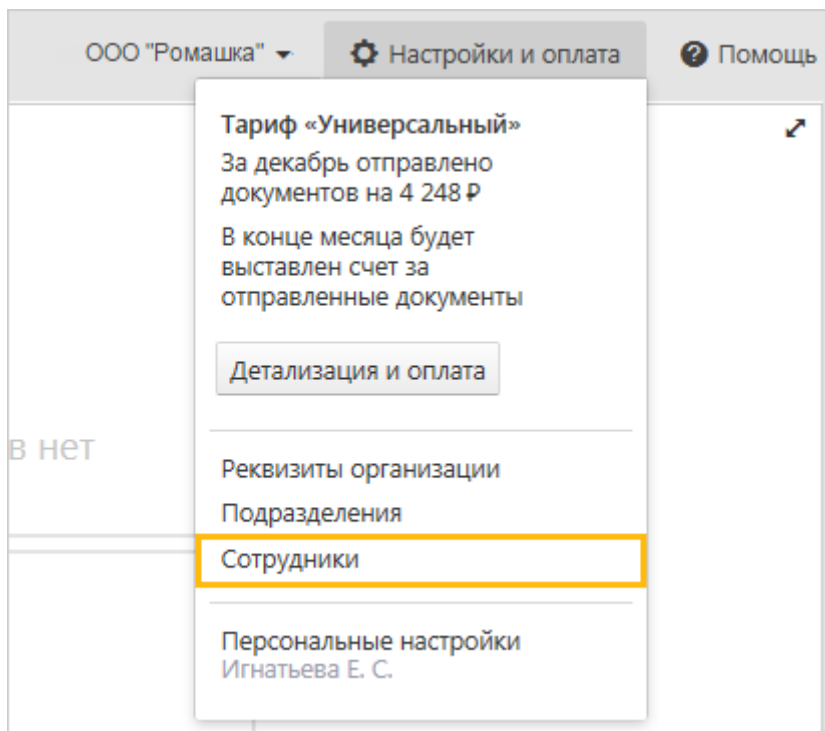 ООО "Ромашка" Настройки и оплата Помощь
Тариф «Универсальный»
За декабрь отправлено
документов на 4 248 ₽
В конце месяца будет
выставлен счет за
отправленные документы
Детализация и оплата
в нет
Реквизиты организации
Подразделения
Сотрудники
Персональные настройки
Игнатьева Е. С.